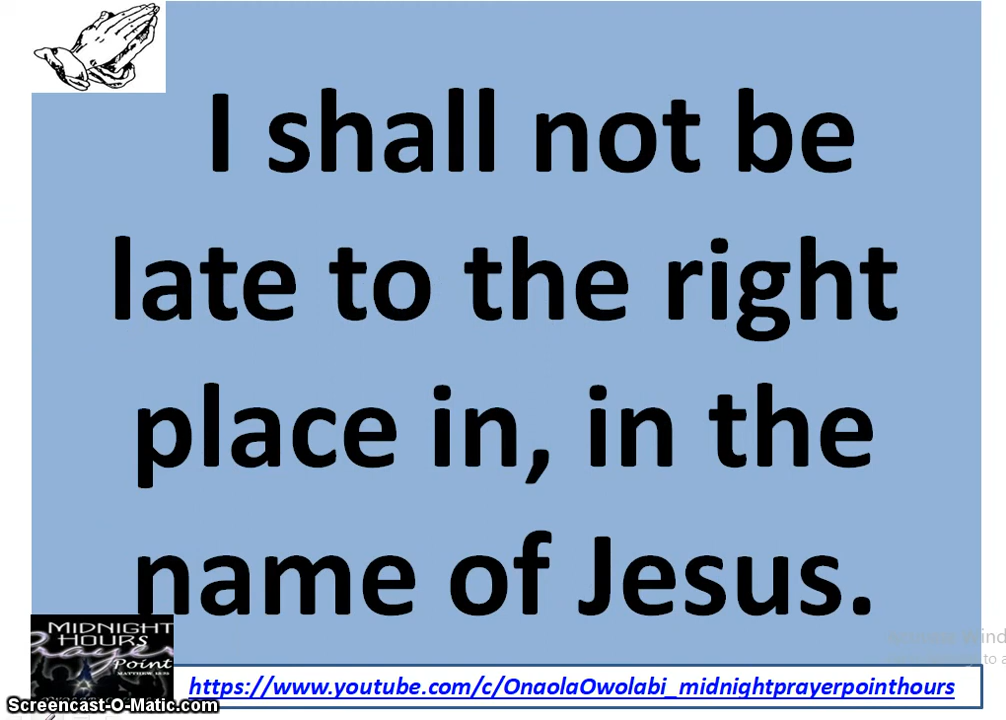 I shall not be
late to the right
place in, in the
name of Jesus.
MIDNIGHT
HOURS
Prayer
Point
https://www.youtube.com/c/OnaolaOwolabi_midnightprayerpointhours
Screencast-O-Matic.com